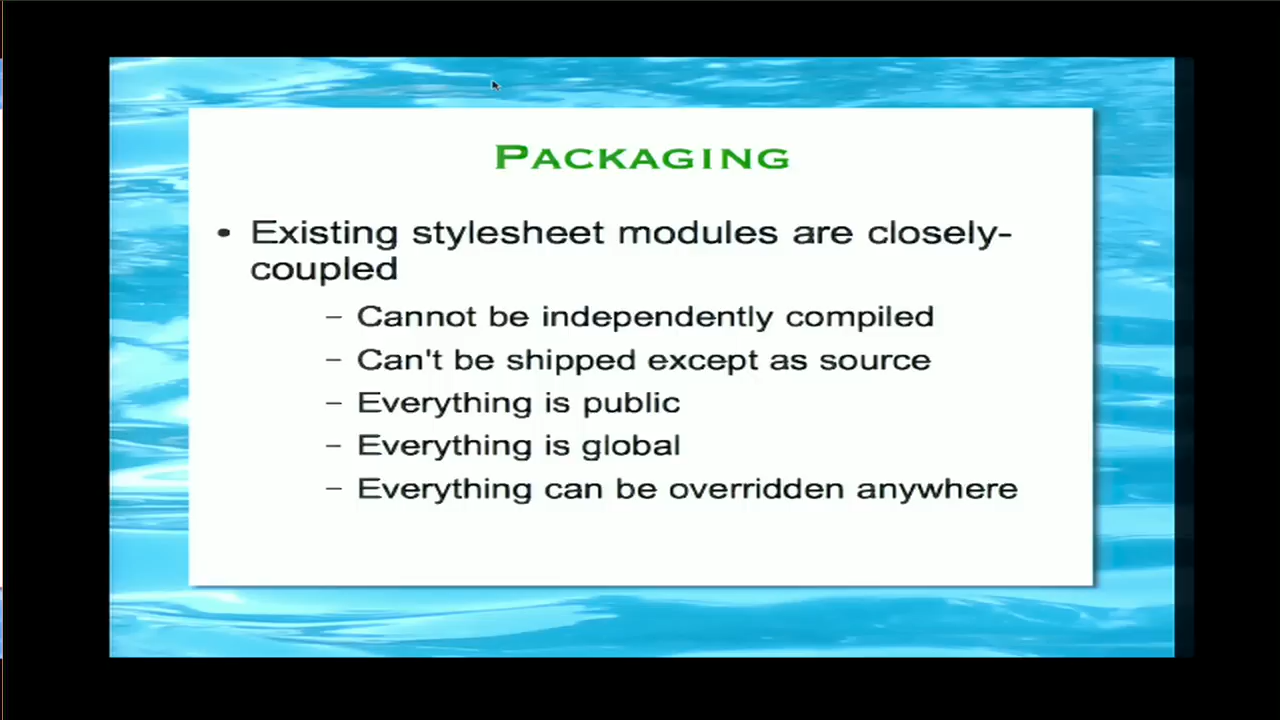 PACKAGING
• Existing stylesheet modules are closely-
coupled
– Cannot be independently compiled
– Can't be shipped except as source
– Everything is public
– Everything is global
– Everything can be overridden anywhere